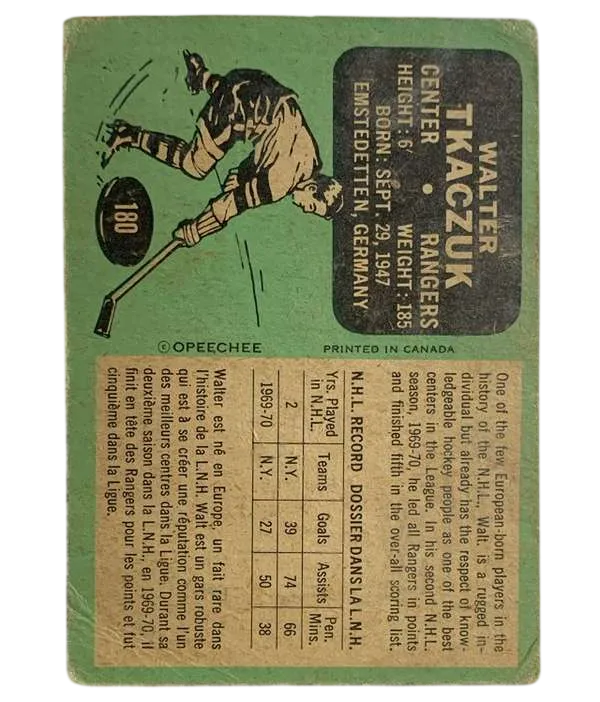 WALTER
TKACZUK
CENTER • RANGERS
HEIGHT: 6' WEIGHT: 185
BORN: SEPT. 29, 1947
EMSTEDETTEN, GERMANY
180
© OPEECHEE PRINTED IN CANADA
One of the few European-born players in the
history of the N.H.L., Walt. is a rugged in-
dividual but already has the respect of know-
ledgeable hockey people as one of the best
centers in the League. In his second N.H.L.
season, 1969-70, he led all Rangers in points
and finished fifth in the over-all scoring list.
N.H.L. RECORD DOSSIER DANS LA L.N.H.
Yrs. Played in N.H.L. Teams Goals Assists Pen. Mins.
2 N.Y. 39 74 66
1969-70 N.Y. 27 50 38
Walter est né en Europe, un fait rare dans
l'histoire de la L.N.H. Walt est un gars robuste
qui est à se créer une réputation comme l'un
des meilleurs centres dans la Ligue. Durant sa
deuxième saison dans la L.N.H., en 1969-70, il
fini en tête des Rangers pour les points et fut
cinquième dans la Ligue.